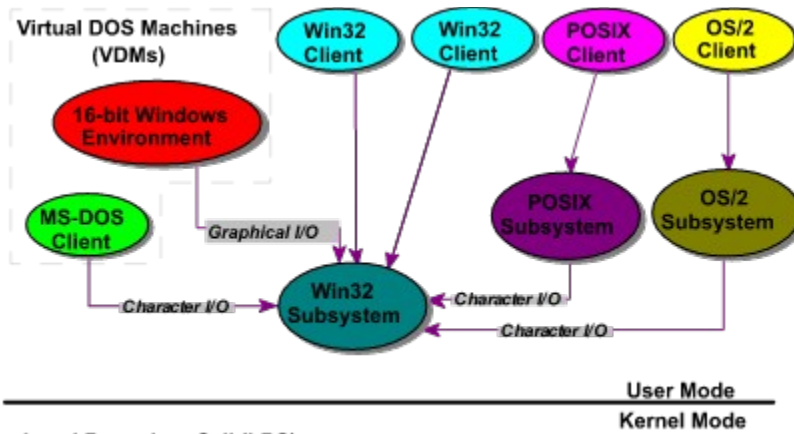 Virtual DOS Machines
(VDMs)
Win32
Client
Win32
Client
POSIX
Client
OS/2
Client
16-bit Windows
Environment
MS-DOS
Client
Graphical I/O
POSIX
Subsystem
OS/2
Subsystem
Win32
Subsystem
Character I/O
Character I/O
Character I/O
User Mode
Kernel Mode